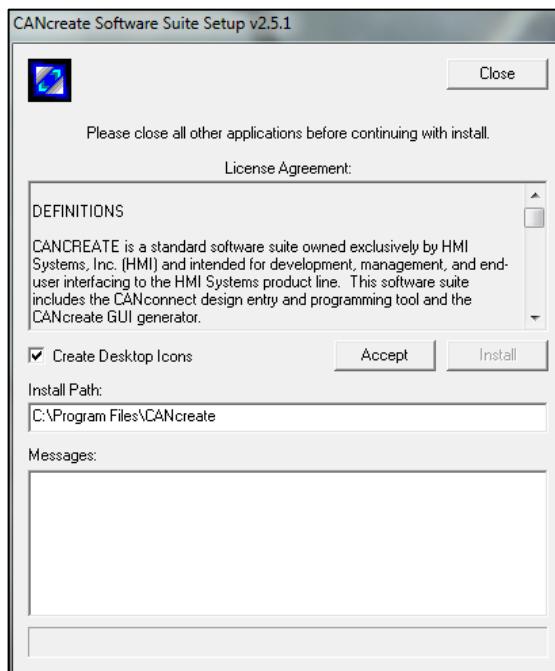 CANcreate Software Suite Setup v2.5.1
Close
Please close all other applications before continuing with install.
License Agreement:
DEFINITIONS
CANCREATE is a standard software suite owned exclusively by HMI
Systems, Inc. (HMI) and intended for development, management, and end-
user interfacing to the HMI Systems product line.  This software suite
includes the CANconnect design entry and programming tool and the
CANcreate GUI generator.
Create Desktop Icons
Accept
Install
Install Path:
C:\Program Files\CANcreate
Messages: